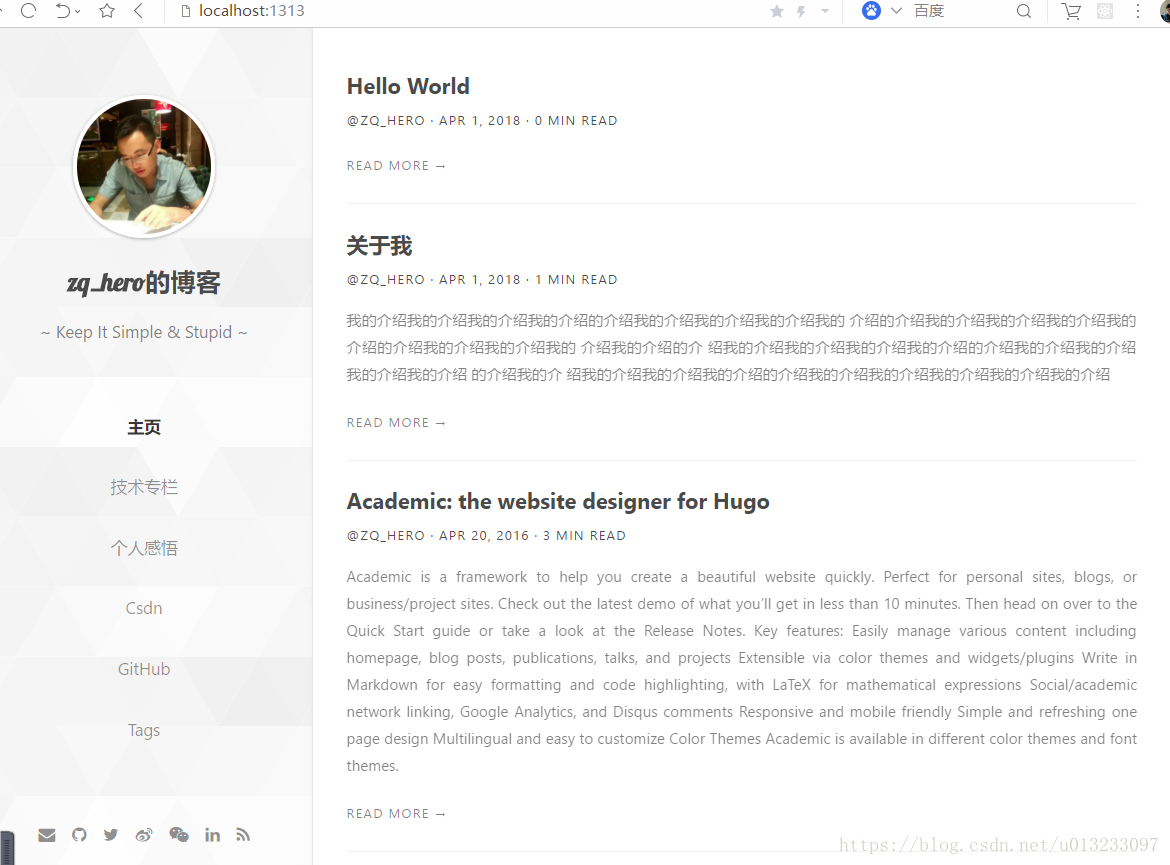 localhost:1313
百度
zq_hero的博客
~ Keep It Simple & Stupid ~
主页
技术专栏
个人感悟
Csdn
GitHub
Tags
Hello World
@ZQ_HERO · APR 1, 2018 · 0 MIN READ
READ MORE →
关于我
@ZQ_HERO · APR 1, 2018 · 1 MIN READ
我的介绍我的介绍我的介绍我的介绍的介绍我的介绍我的介绍我的介绍我的 介绍的介绍我的介绍我的介绍我的介绍我的
介绍的介绍我的介绍我的介绍我的 介绍我的介绍的介 绍我的介绍我的介绍我的介绍我的介绍的介绍我的介绍我的介绍
我的介绍我的介绍 的介绍我的介 绍我的介绍我的介绍我的介绍的介绍我的介绍我的介绍我的介绍我的介绍我的介绍
READ MORE →
Academic: the website designer for Hugo
@ZQ_HERO · APR 20, 2016 · 3 MIN READ
Academic is a framework to help you create a beautiful website quickly. Perfect for personal sites, blogs, or
business/project sites. Check out the latest demo of what you’ll get in less than 10 minutes. Then head on over to the
Quick Start guide or take a look at the Release Notes. Key features: Easily manage various content including
homepage, blog posts, publications, talks, and projects Extensible via color themes and widgets/plugins Write in
Markdown for easy formatting and code highlighting, with LaTeX for mathematical expressions Social/academic
network linking, Google Analytics, and Disqus comments Responsive and mobile friendly Simple and refreshing one
page design Multilingual and easy to customize Color Themes Academic is available in different color themes and font
themes.
READ MORE →
https://blog.csdn.net/u013233097